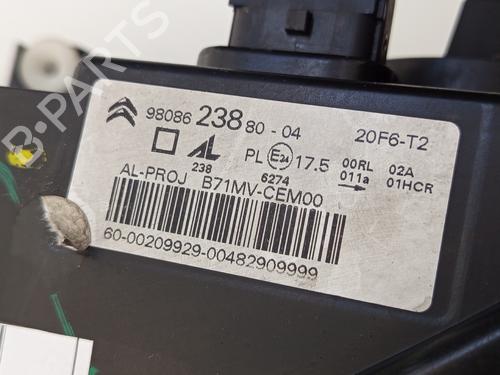 98086 238 80 - 04 20F6-T2
AL PL E24 17.5 00RL 02A
238 6274 011a 01HCR
AL-PROJ B71MV-CEM00
60-00209929-00482909999
B-PARTS